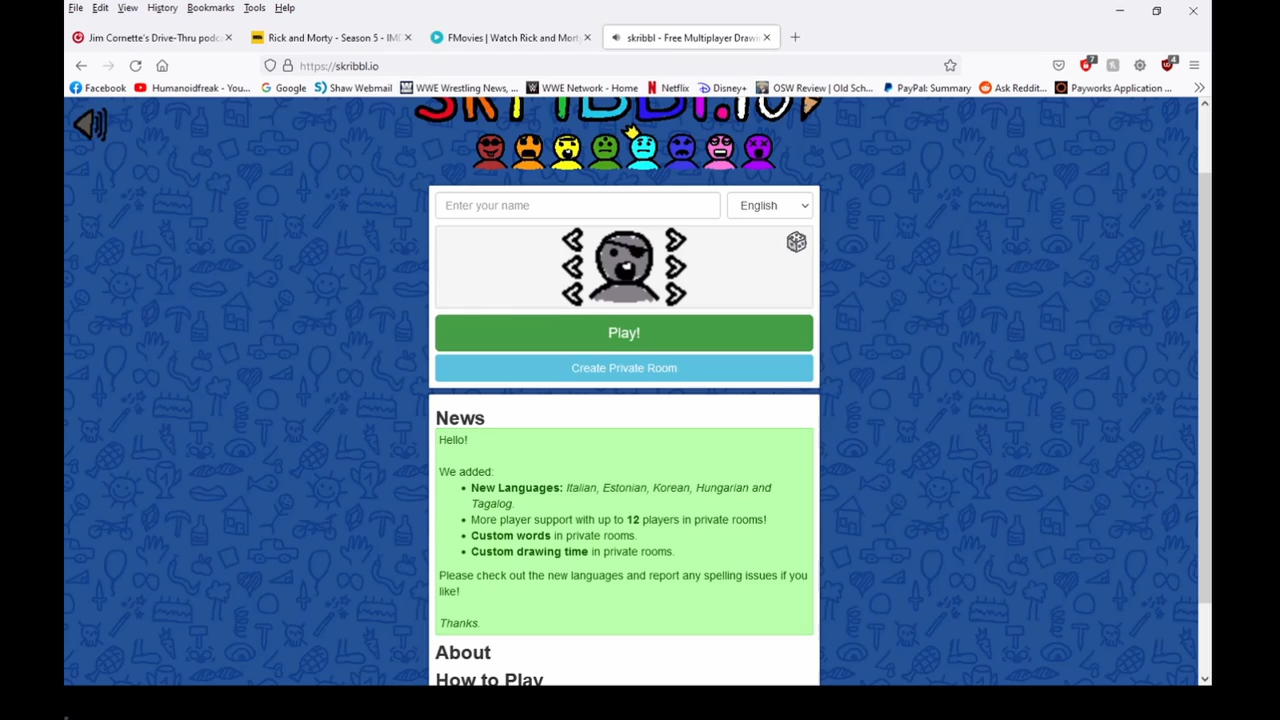 File Edit View History Bookmarks Tools Help
Jim Cornette's Drive-Thru podc
Rick and Morty - Season 5 - IM
FMovies | Watch Rick and Mort
skribbl - Free Multiplayer Drawi
https://skribbl.io
Facebook Humanoidfreak - You... Google Shaw Webmail WWE Wrestling News, ... WWE Network - Home Netflix Disney+ OSW Review | Old Sch... PayPal Summary Ask Reddit... Payworks Application ...
skribbl.io
Enter your name English
Play!
Create Private Room
News
Hello!
We added:
New Languages: Italian, Estonian, Korean, Hungarian and
Tagalog.
More player support with up to 12 players in private rooms!
Custom words in private rooms.
Custom drawing time in private rooms.
Please check out the new languages and report any spelling issues if you
like!
Thanks.
About
How to Play